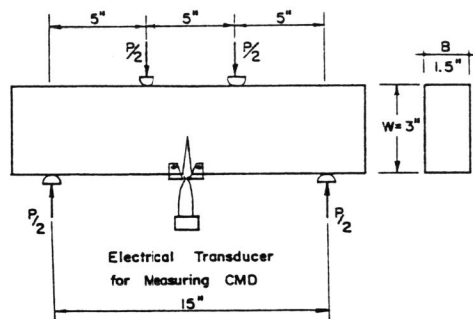 5" 5" 5"
P/2 P/2
B
1.5"
W=3"
P/2 P/2
Electrical Transducer
for Measuring CMD
15"